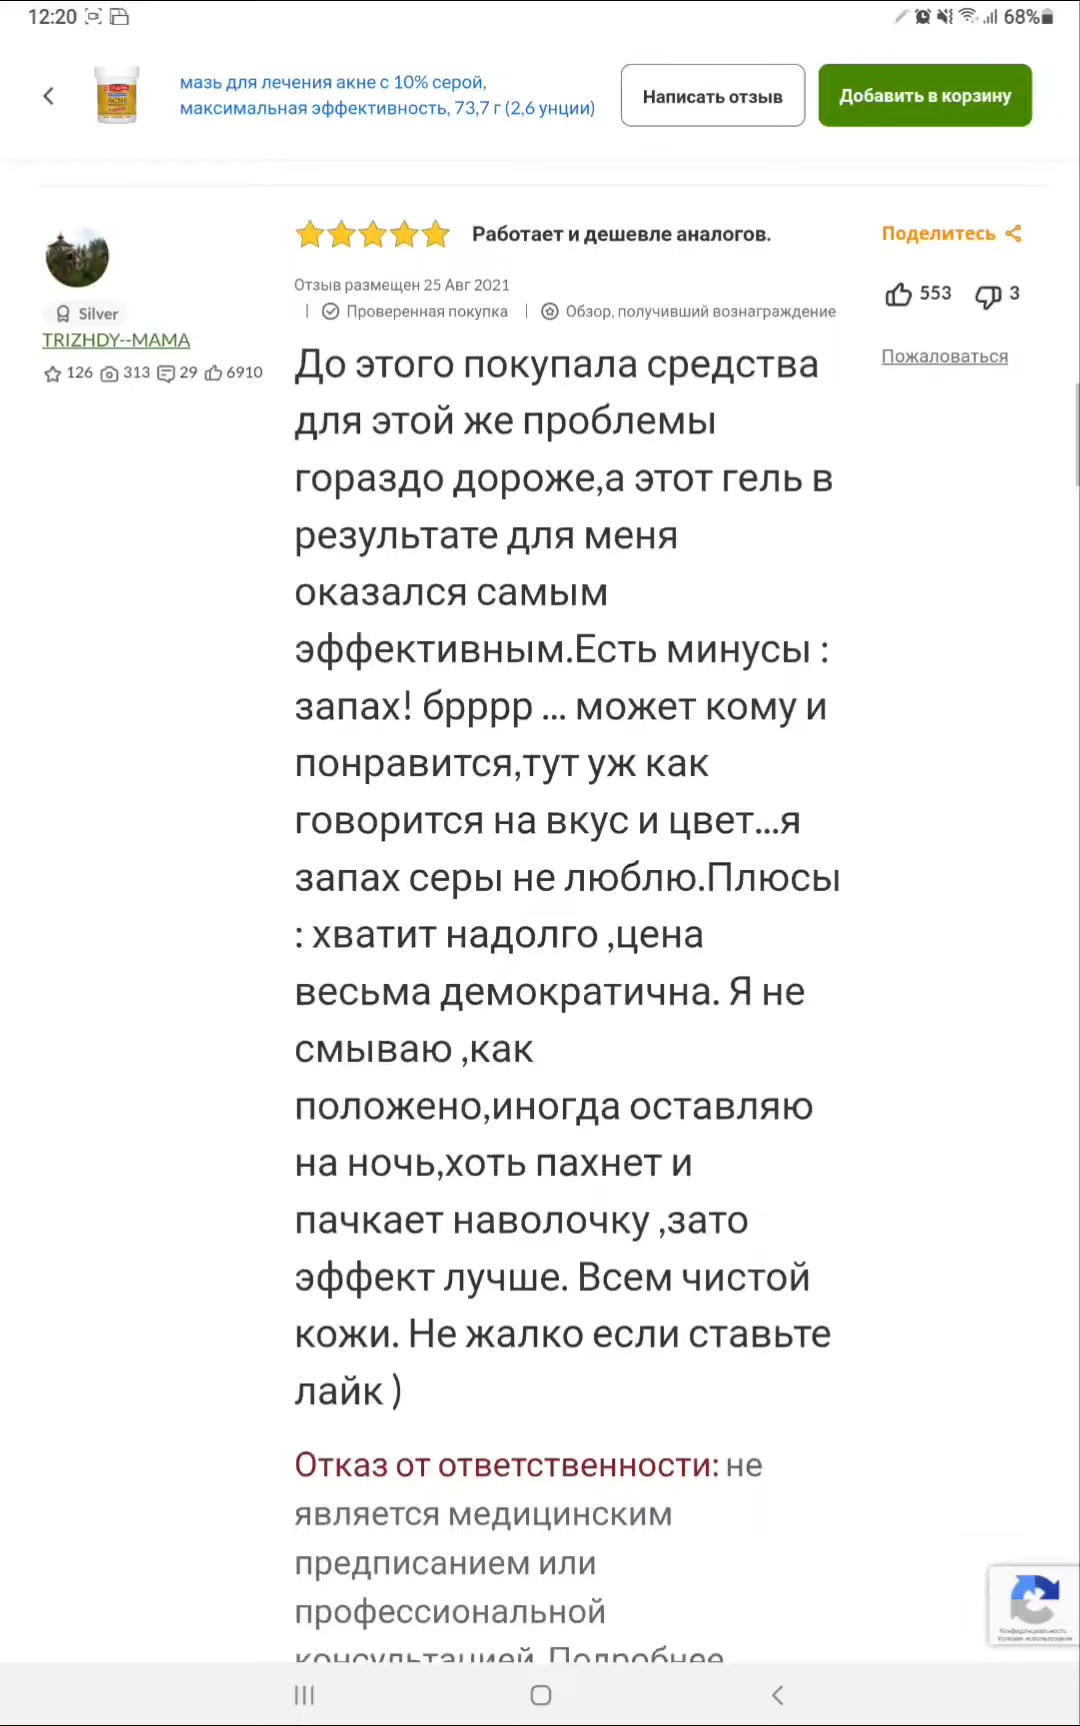 12:20
68%
мазь для лечения акне с 10% серой,
максимальная эффективность, 73,7 г (2,6 унции)
Написать отзыв
Добавить в корзину
Работает и дешевле аналогов.
Поделитесь
Отзыв размещен 25 Авг 2021
553
3
Silver
| Проверенная покупка | Обзор, получивший вознаграждение
TRIZHDY--MAMA
Пожаловаться
126 313 29 6910
До этого покупала средства
для этой же проблемы
гораздо дороже,а этот гель в
результате для меня
оказался самым
эффективным.Есть минусы :
запах! брррр ... может кому и
понравится,тут уж как
говорится на вкус и цвет...я
запах серы не люблю.Плюсы
: хватит надолго ,цена
весьма демократична. Я не
смываю ,как
положено,иногда оставляю
на ночь,хоть пахнет и
пачкает наволочку ,зато
эффект лучше. Всем чистой
кожи. Не жалко если ставьте
лайк )
Отказ от ответственности: не
является медицинским
предписанием или
профессиональной
консультацией. Подробнее
Конфиденциальность -
Условия использования